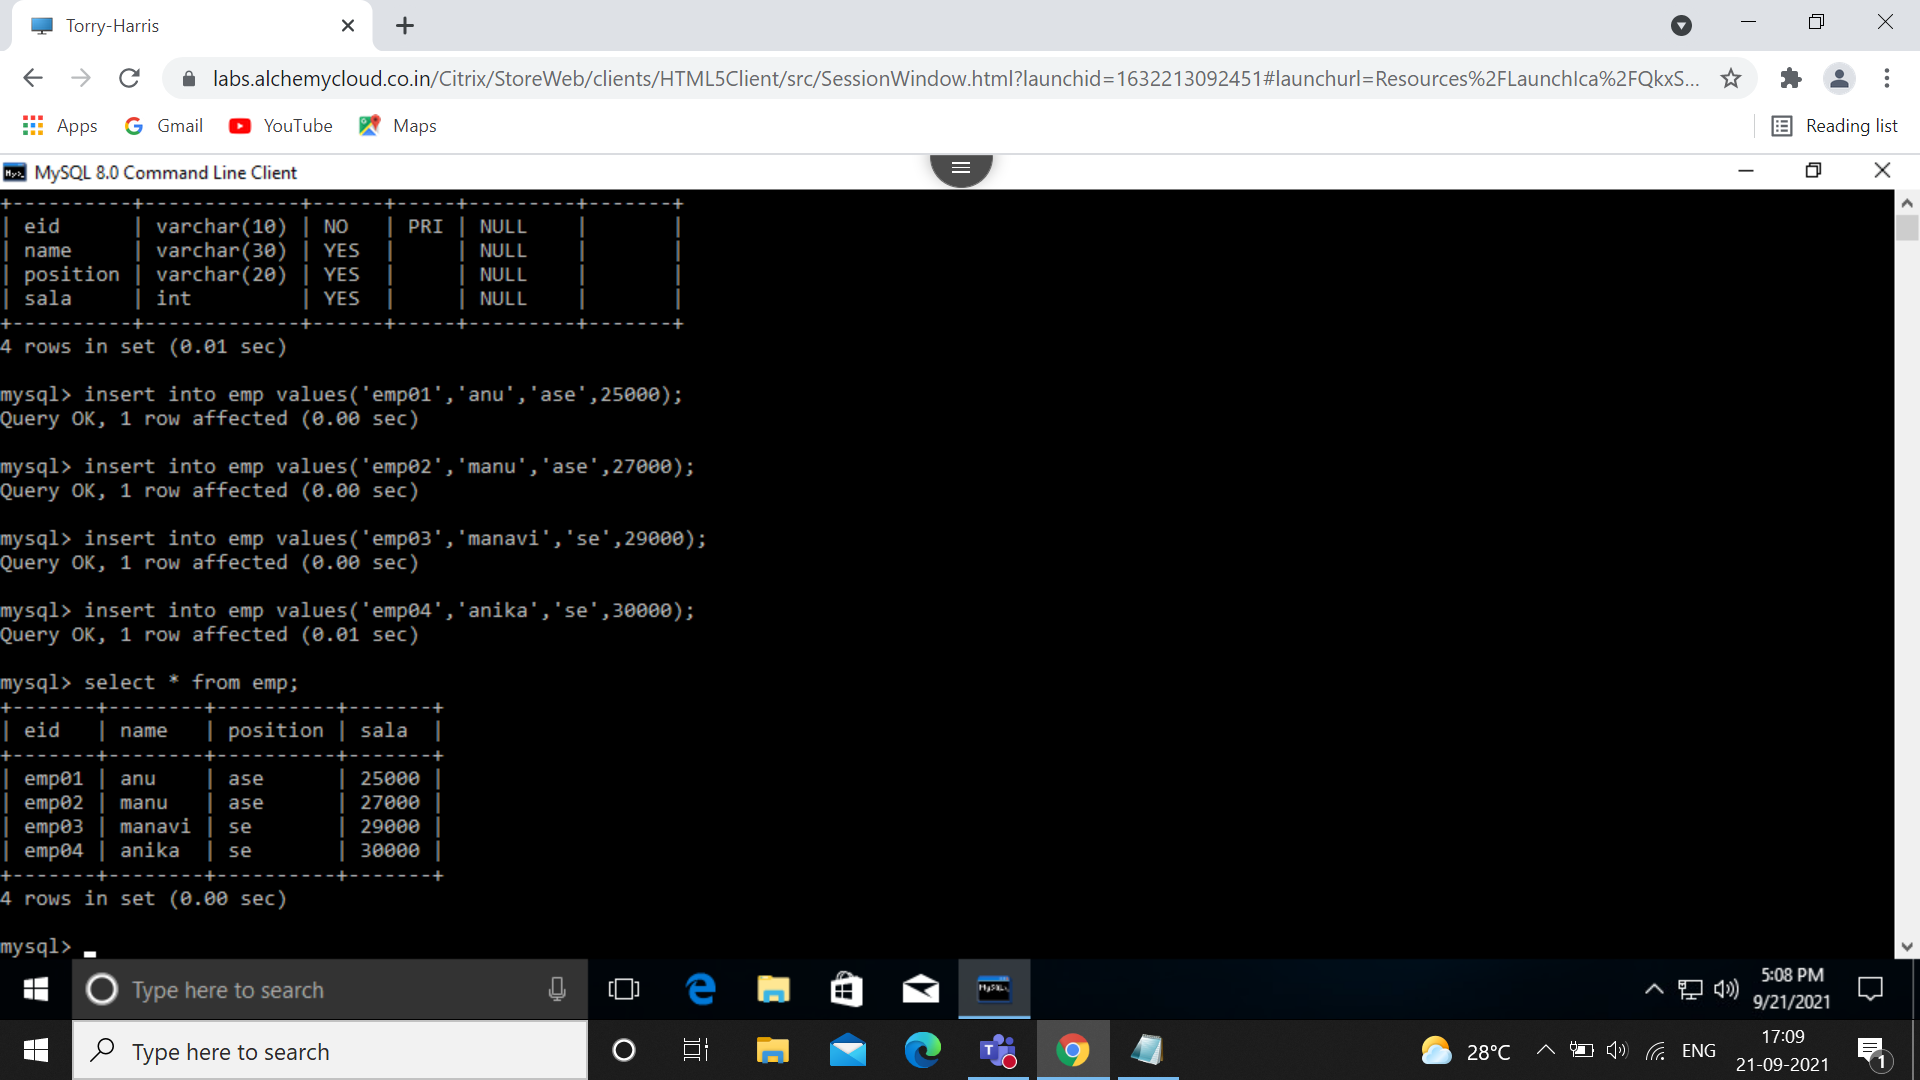 Torry-Harris
labs.alchemycloud.co.in/Citrix/StoreWeb/clients/HTML5Client/src/SessionWindow.html?launchid=1632213092451#launchurl=Resources%2FLaunchIca%2FQkxS...
Apps Gmail YouTube Maps Reading list
MySQL 8.0 Command Line Client
+----------+-------------+------+-----+---------+-------+
| eid      | varchar(10) | NO   | PRI | NULL    |       |
| name     | varchar(30) | YES  |     | NULL    |       |
| position | varchar(20) | YES  |     | NULL    |       |
| sala     | int         | YES  |     | NULL    |       |
+----------+-------------+------+-----+---------+-------+
4 rows in set (0.01 sec)
mysql> insert into emp values('emp01','anu','ase',25000);
Query OK, 1 row affected (0.00 sec)
mysql> insert into emp values('emp02','manu','ase',27000);
Query OK, 1 row affected (0.00 sec)
mysql> insert into emp values('emp03','manavi','se',29000);
Query OK, 1 row affected (0.00 sec)
mysql> insert into emp values('emp04','anika','se',30000);
Query OK, 1 row affected (0.01 sec)
mysql> select * from emp;
+-------+--------+----------+-------+
| eid   | name   | position | sala  |
+-------+--------+----------+-------+
| emp01 | anu    | ase      | 25000 |
| emp02 | manu   | ase      | 27000 |
| emp03 | manavi | se       | 29000 |
| emp04 | anika  | se       | 30000 |
+-------+--------+----------+-------+
4 rows in set (0.00 sec)
mysql>
Type here to search
5:08 PM
9/21/2021
Type here to search
28°C
ENG
17:09
21-09-2021
1